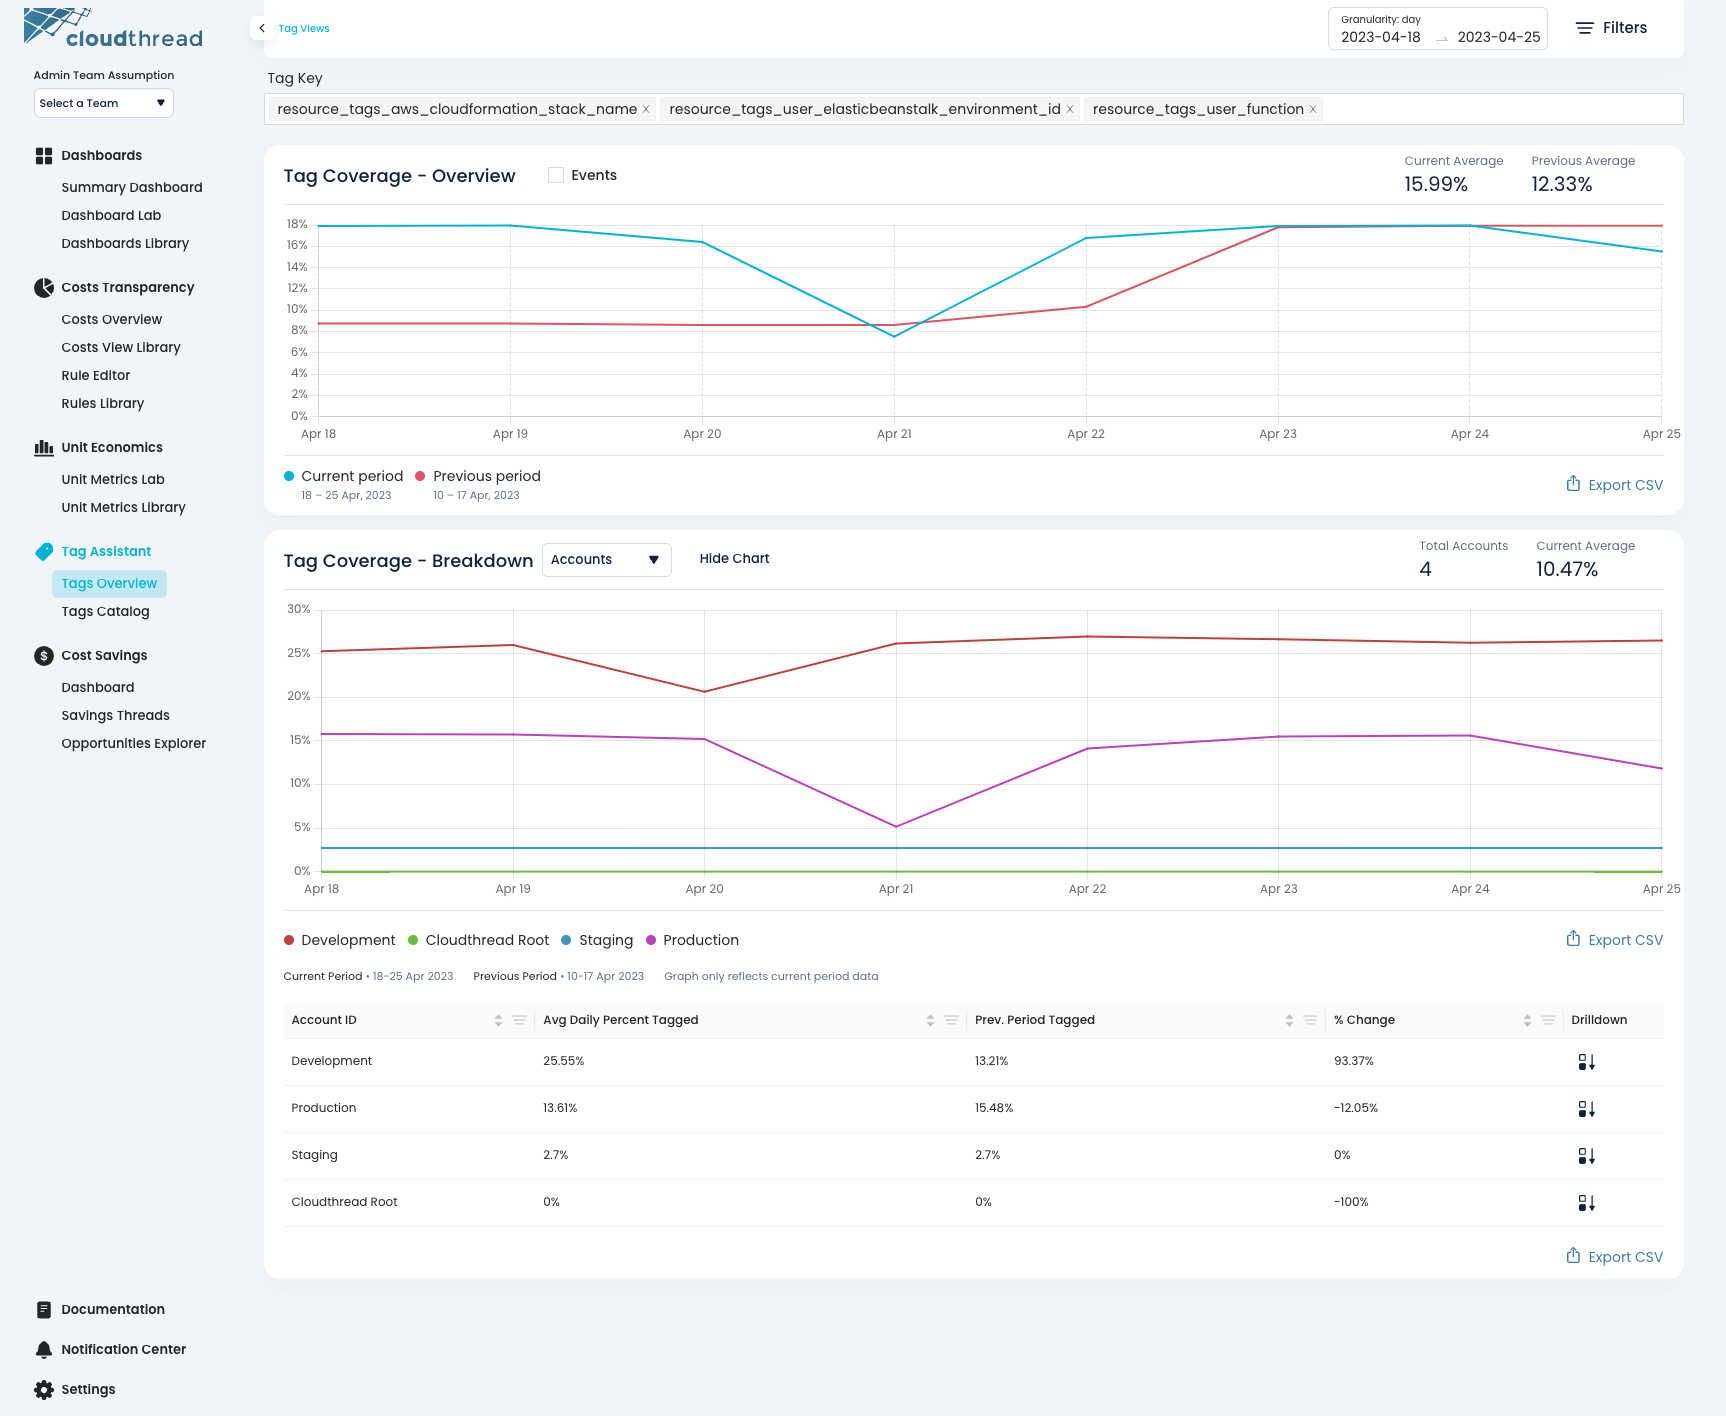 cloudthread
Admin Team Assumption
Select a Team
Dashboards
Summary Dashboard
Dashboard Lab
Dashboards Library
Costs Transparency
Costs Overview
Costs View Library
Rule Editor
Rules Library
Unit Economics
Unit Metrics Lab
Unit Metrics Library
Tag Assistant
Tags Overview
Tags Catalog
Cost Savings
Dashboard
Savings Threads
Opportunities Explorer
Documentation
Notification Center
Settings
Tag Views
Granularity: day
2023-04-18 → 2023-04-25
Filters
Tag Key
resource_tags_aws_cloudformation_stack_name × resource_tags_user_elasticbeanstalk_environment_id × resource_tags_user_function ×
Tag Coverage - Overview Events
Current Average Previous Average
15.99% 12.33%
18%
16%
14%
12%
10%
8%
6%
4%
2%
0%
Apr 18 Apr 19 Apr 20 Apr 21 Apr 22 Apr 23 Apr 24 Apr 25
Current period Previous period
18 – 25 Apr, 2023 10 – 17 Apr, 2023
Export CSV
Tag Coverage - Breakdown Accounts Hide Chart
Total Accounts Current Average
4 10.47%
30%
25%
20%
15%
10%
5%
0%
Apr 18 Apr 19 Apr 20 Apr 21 Apr 22 Apr 23 Apr 24 Apr 25
Development Cloudthread Root Staging Production
Export CSV
Current Period • 18-25 Apr 2023 Previous Period • 10-17 Apr 2023 Graph only reflects current period data
Account ID Avg Daily Percent Tagged Prev. Period Tagged % Change Drilldown
Development 25.55% 13.21% 93.37%
Production 13.61% 15.48% -12.05%
Staging 2.7% 2.7% 0%
Cloudthread Root 0% 0% -100%
Export CSV